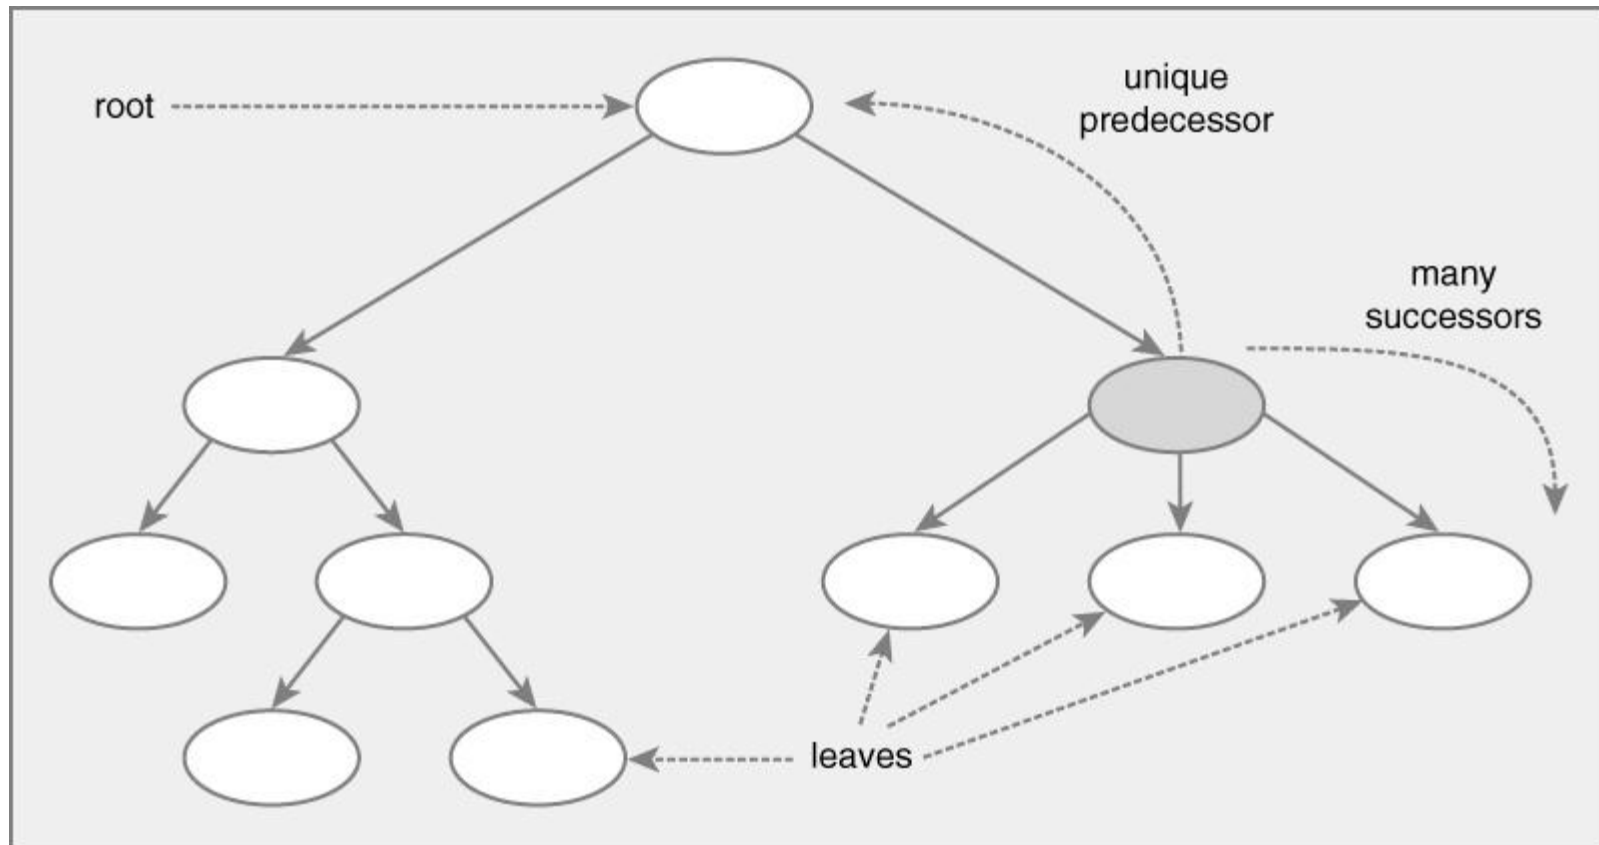 root
unique
predecessor
many
successors
leaves